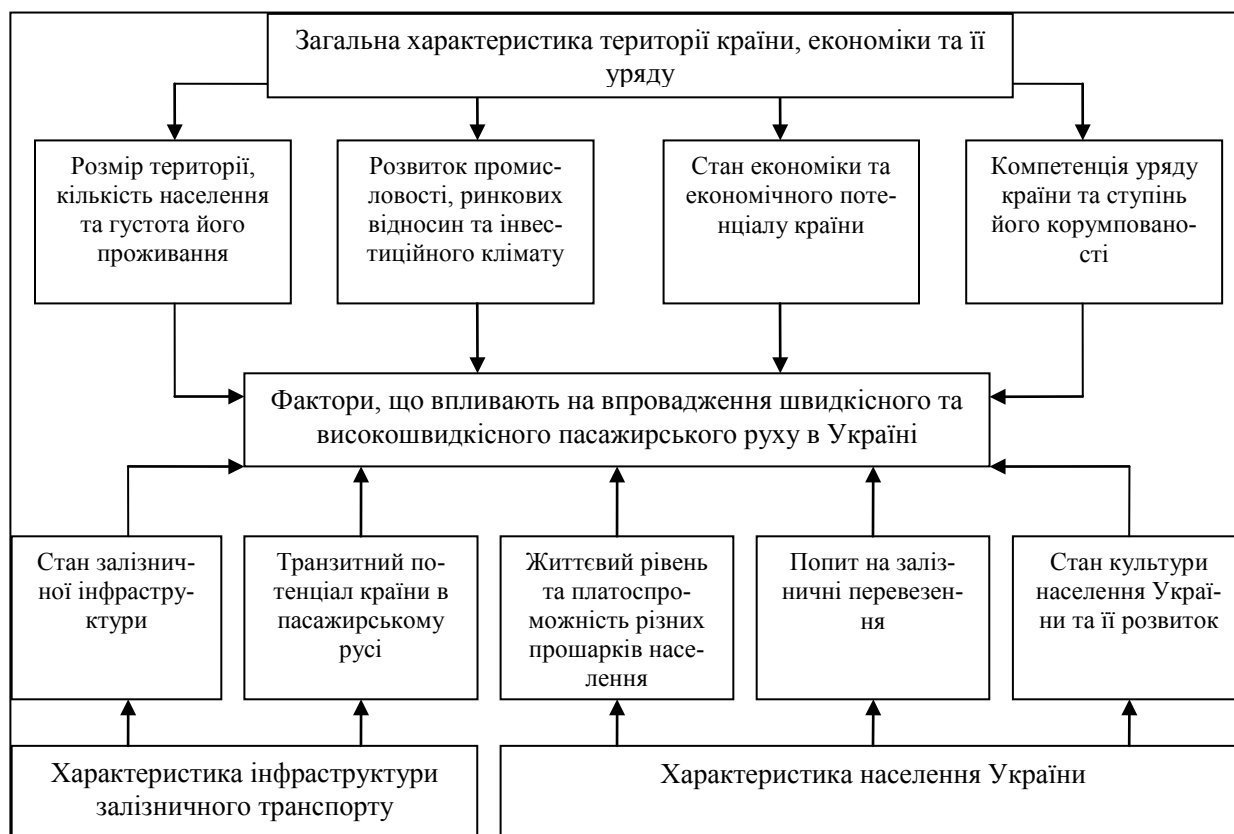 Загальна характеристика території країни, економіки та її
уряду
Розмір території,
кількість населення
та густота його
проживання
Розвиток промис-
ловості, ринкових
відносин та інвес-
тиційного клімату
Стан економіки та
економічного поте-
нціалу країни
Компетенція уряду
країни та ступінь
його корумповано-
сті
Фактори, що впливають на впровадження швидкісного та
високошвидкісного пасажирського руху в Україні
Стан залізнич-
ної інфрастру-
ктури
Транзитний по-
тенціал країни в
пасажирському
русі
Життєвий рівень
та платоспро-
можність різних
прошарків насе-
лення
Попит на заліз-
ничні перевезен-
ня
Стан культури
населення Украї-
ни та її розвиток
Характеристика інфраструктури
залізничного транспорту
Характеристика населення України